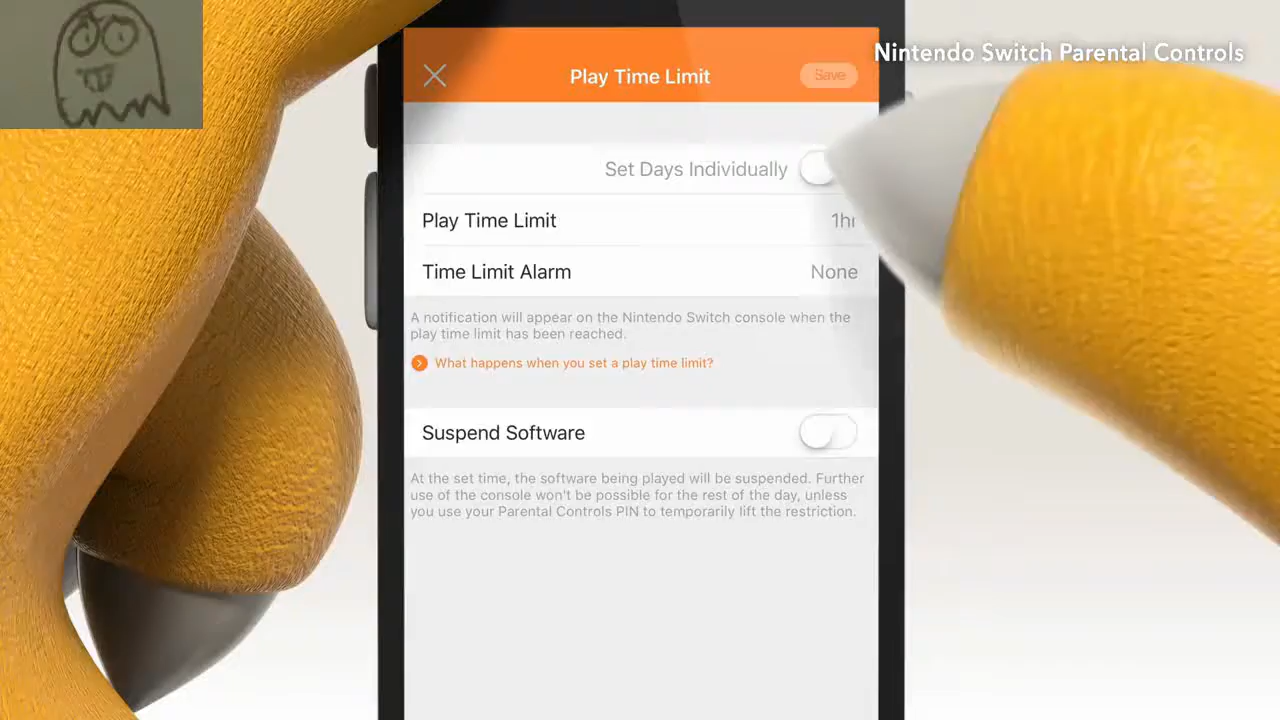 Nintendo Switch Parental Controls
Play Time Limit
Save
Set Days Individually
Play Time Limit
1hr
Time Limit Alarm
None
A notification will appear on the Nintendo Switch console when the
play time limit has been reached.
What happens when you set a play time limit?
Suspend Software
At the set time, the software being played will be suspended. Further
use of the console won't be possible for the rest of the day, unless
you use your Parental Controls PIN to temporarily lift the restriction.